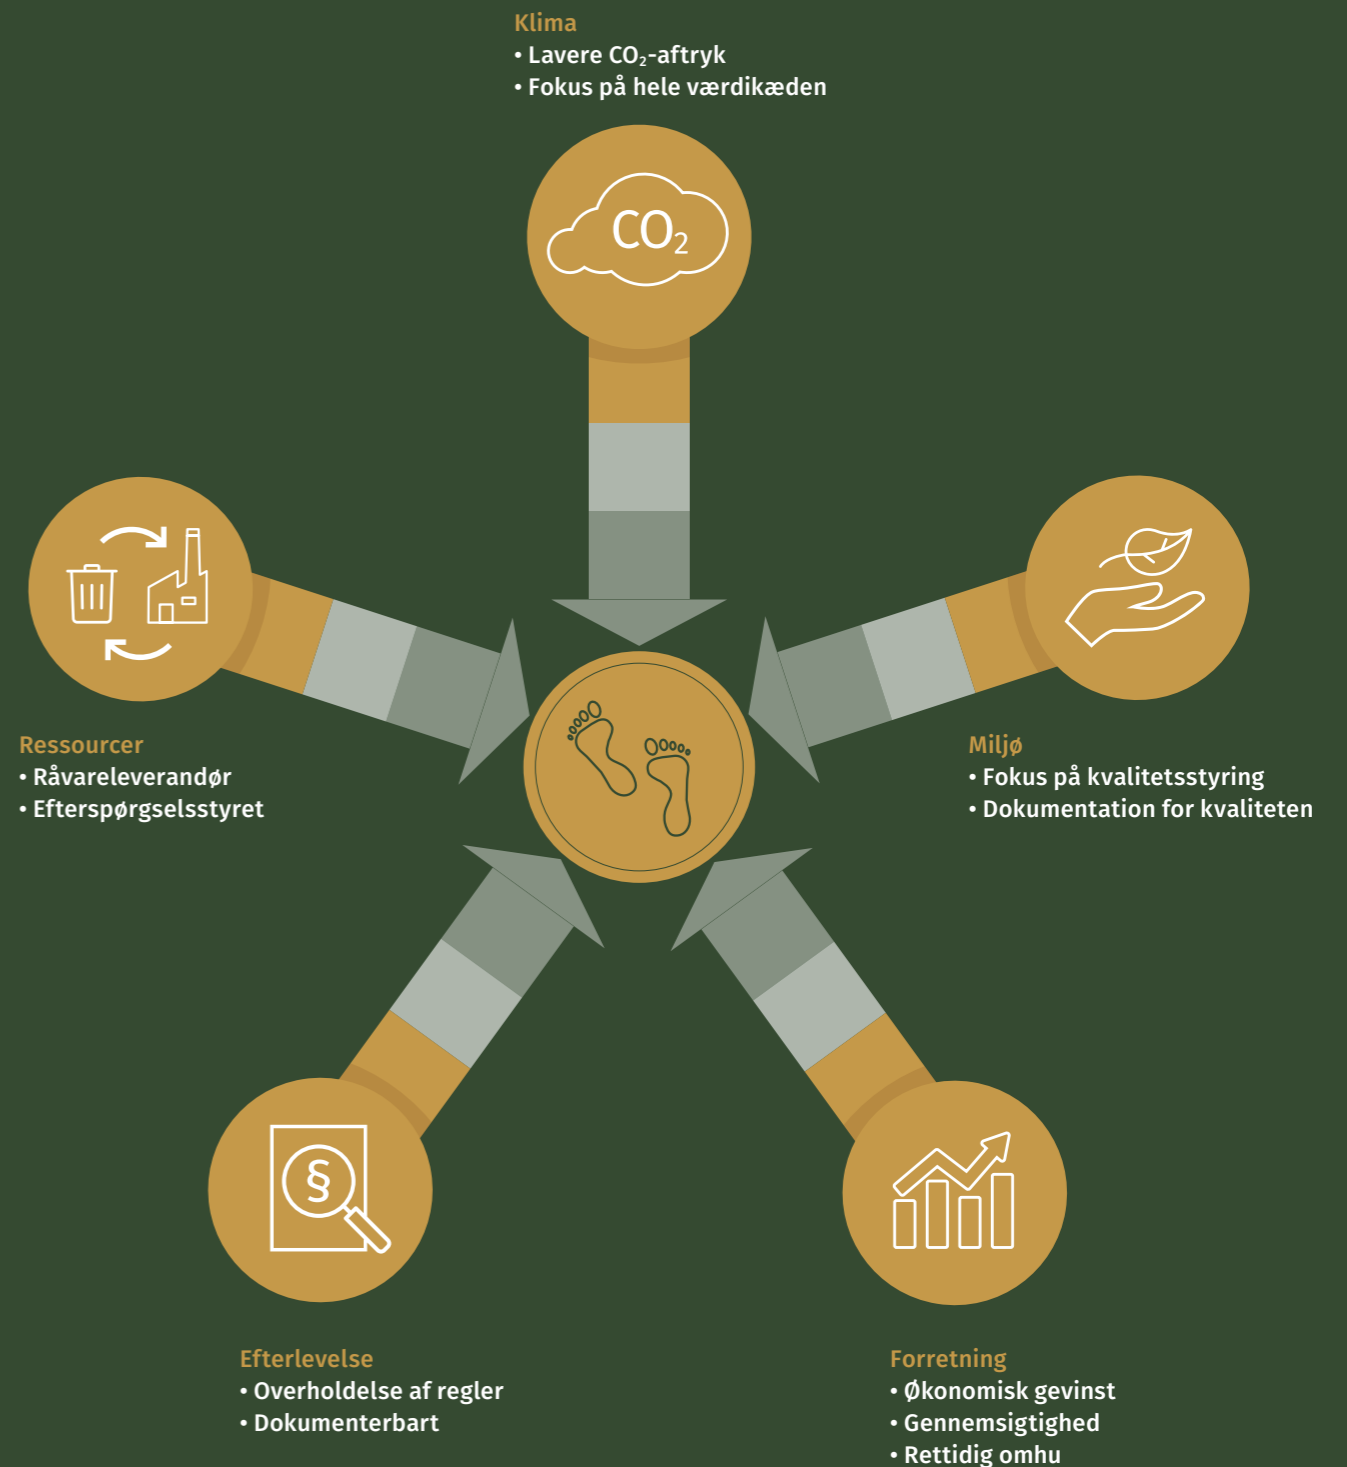 Klima
• Lavere CO₂-aftryk
• Fokus på hele værdikæden
CO₂
Ressourcer
• Råvareleverandør
• Efterspørgselsstyret
Miljø
• Fokus på kvalitetsstyring
• Dokumentation for kvaliteten
§
Efterlevelse
• Overholdelse af regler
• Dokumenterbart
Forretning
• Økonomisk gevinst
• Gennemsigtighed
• Rettidig omhu